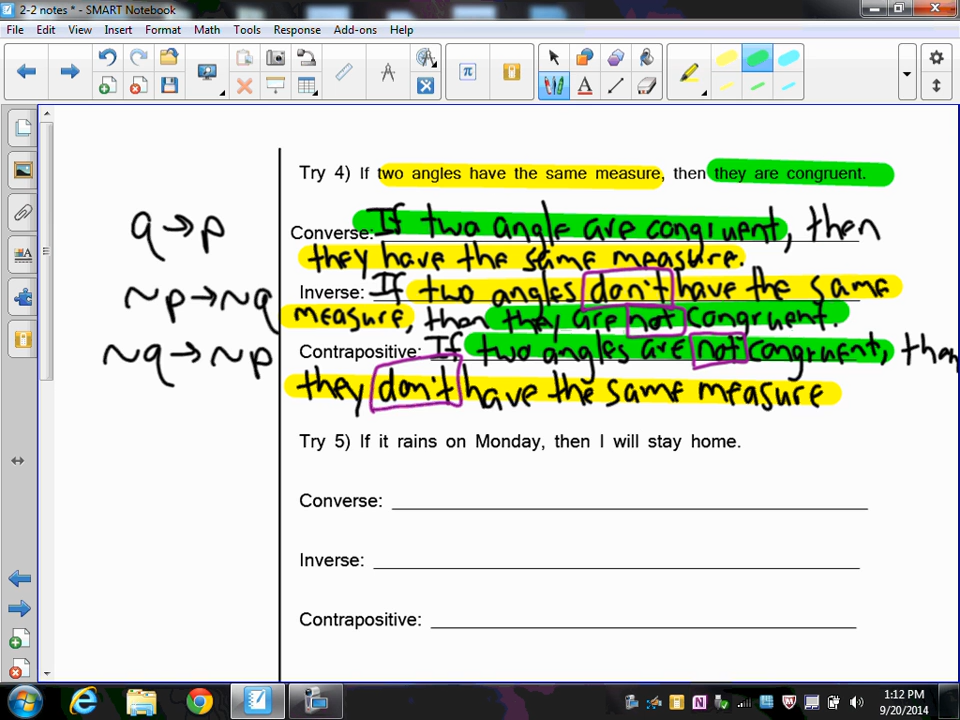 2-2 notes * - SMART Notebook
File Edit View Insert Format Math Tools Response Add-ons Help
π
Try 4) If two angles have the same measure, then they are congruent.
q→p
Converse: If two angle are congruent, then
they have the same measure.
~p→~q
Inverse: If two angles don't have the same
measure, then they are not congruent.
~q→~p
Contrapositive: If two angles are not congruent, then
they don't have the same measure
Try 5) If it rains on Monday, then I will stay home.
Converse:
Inverse:
Contrapositive:
1:12 PM
9/20/2014